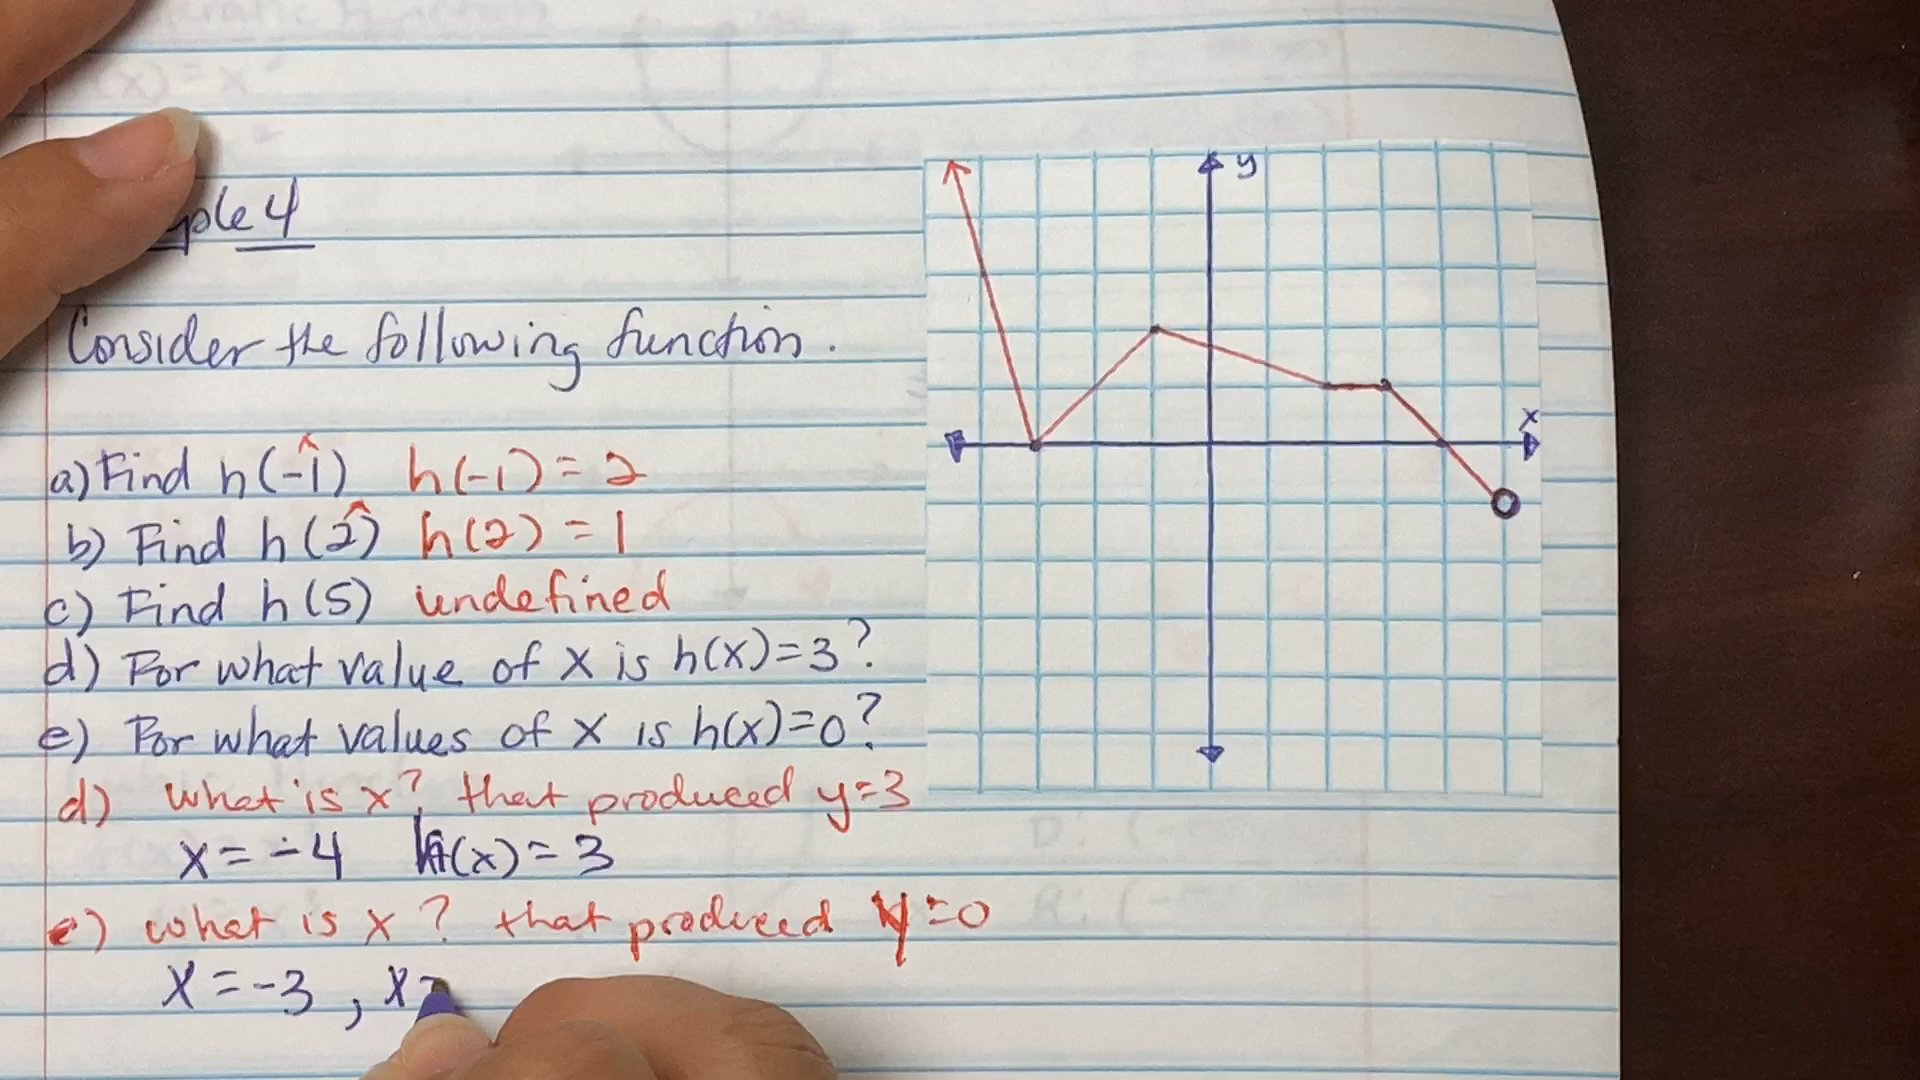 ple 4
Consider the following function.
a) Find h(-1) h(-1) = 2
b) Find h(2) h(2) = 1
c) Find h(5) undefined
d) For what value of x is h(x)=3?
e) For what values of x is h(x)=0?
d) what is x? that produced y=3
x = -4 h(x) = 3
e) what is x? that produced y=0
x = -3, x=
y
x